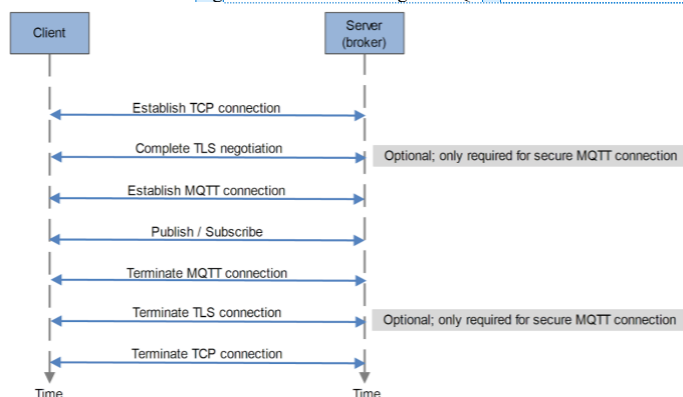 Client
Server
(broker)
Establish TCP connection
Complete TLS negotiation
Optional; only required for secure MQTT connection
Establish MQTT connection
Publish / Subscribe
Terminate MQTT connection
Terminate TLS connection
Optional; only required for secure MQTT connection
Terminate TCP connection
Time
Time